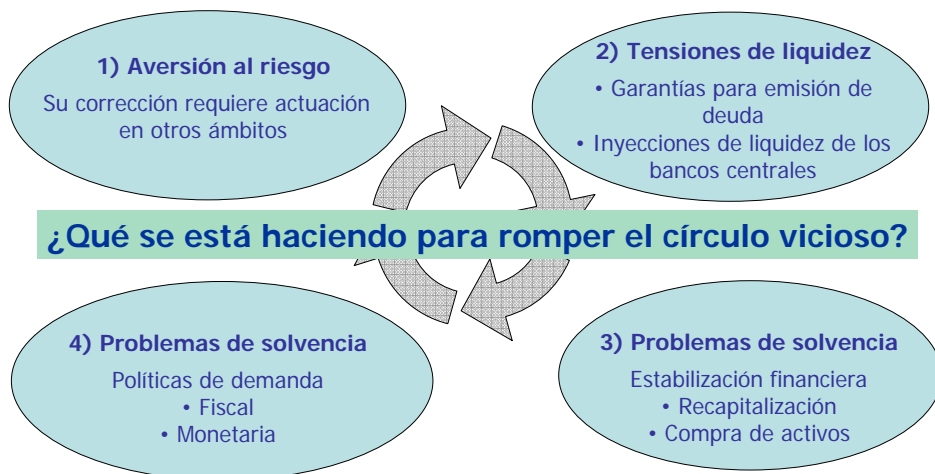 1) Aversión al riesgo
Su corrección requiere actuación
en otros ámbitos
2) Tensiones de liquidez
• Garantías para emisión de
deuda
• Inyecciones de liquidez de los
bancos centrales
¿Qué se está haciendo para romper el círculo vicioso?
4) Problemas de solvencia
Políticas de demanda
• Fiscal
• Monetaria
3) Problemas de solvencia
Estabilización financiera
• Recapitalización
• Compra de activos